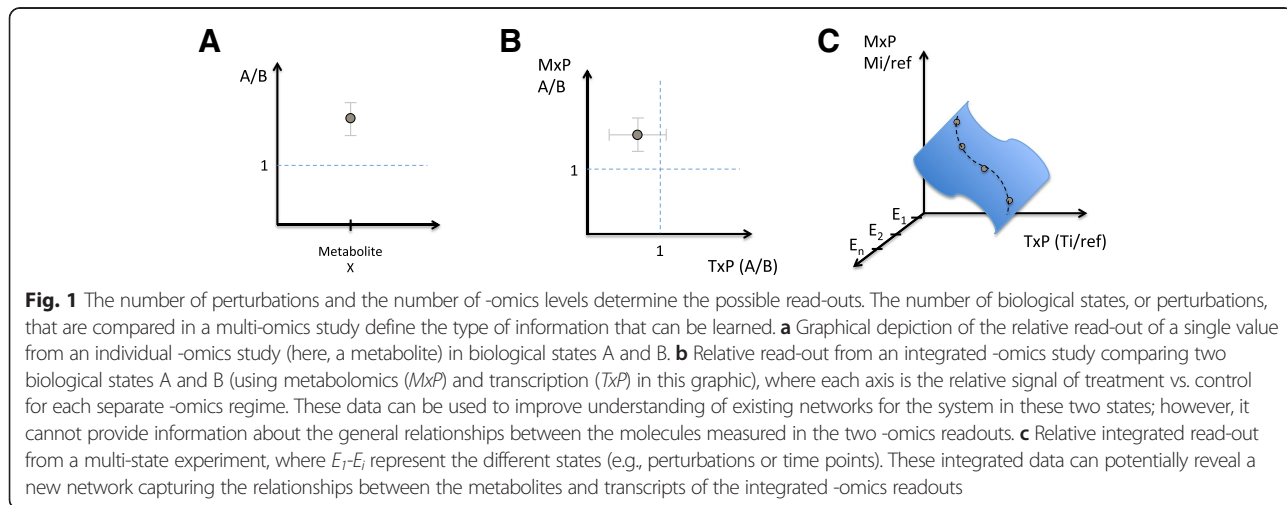 A
A/B
1
Metabolite
X
B
MxP
A/B
1
1
TxP (A/B)
C
MxP
Mi/ref
E1
E2
En
TxP (Ti/ref)
Fig. 1 The number of perturbations and the number of -omics levels determine the possible read-outs. The number of biological states, or perturbations,
that are compared in a multi-omics study define the type of information that can be learned. a Graphical depiction of the relative read-out of a single value
from an individual -omics study (here, a metabolite) in biological states A and B. b Relative read-out from an integrated -omics study comparing two
biological states A and B (using metabolomics (MxP) and transcription (TxP) in this graphic), where each axis is the relative signal of treatment vs. control
for each separate -omics regime. These data can be used to improve understanding of existing networks for the system in these two states; however, it
cannot provide information about the general relationships between the molecules measured in the two -omics readouts. c Relative integrated read-out
from a multi-state experiment, where E1-Ei represent the different states (e.g., perturbations or time points). These integrated data can potentially reveal a
new network capturing the relationships between the metabolites and transcripts of the integrated -omics readouts